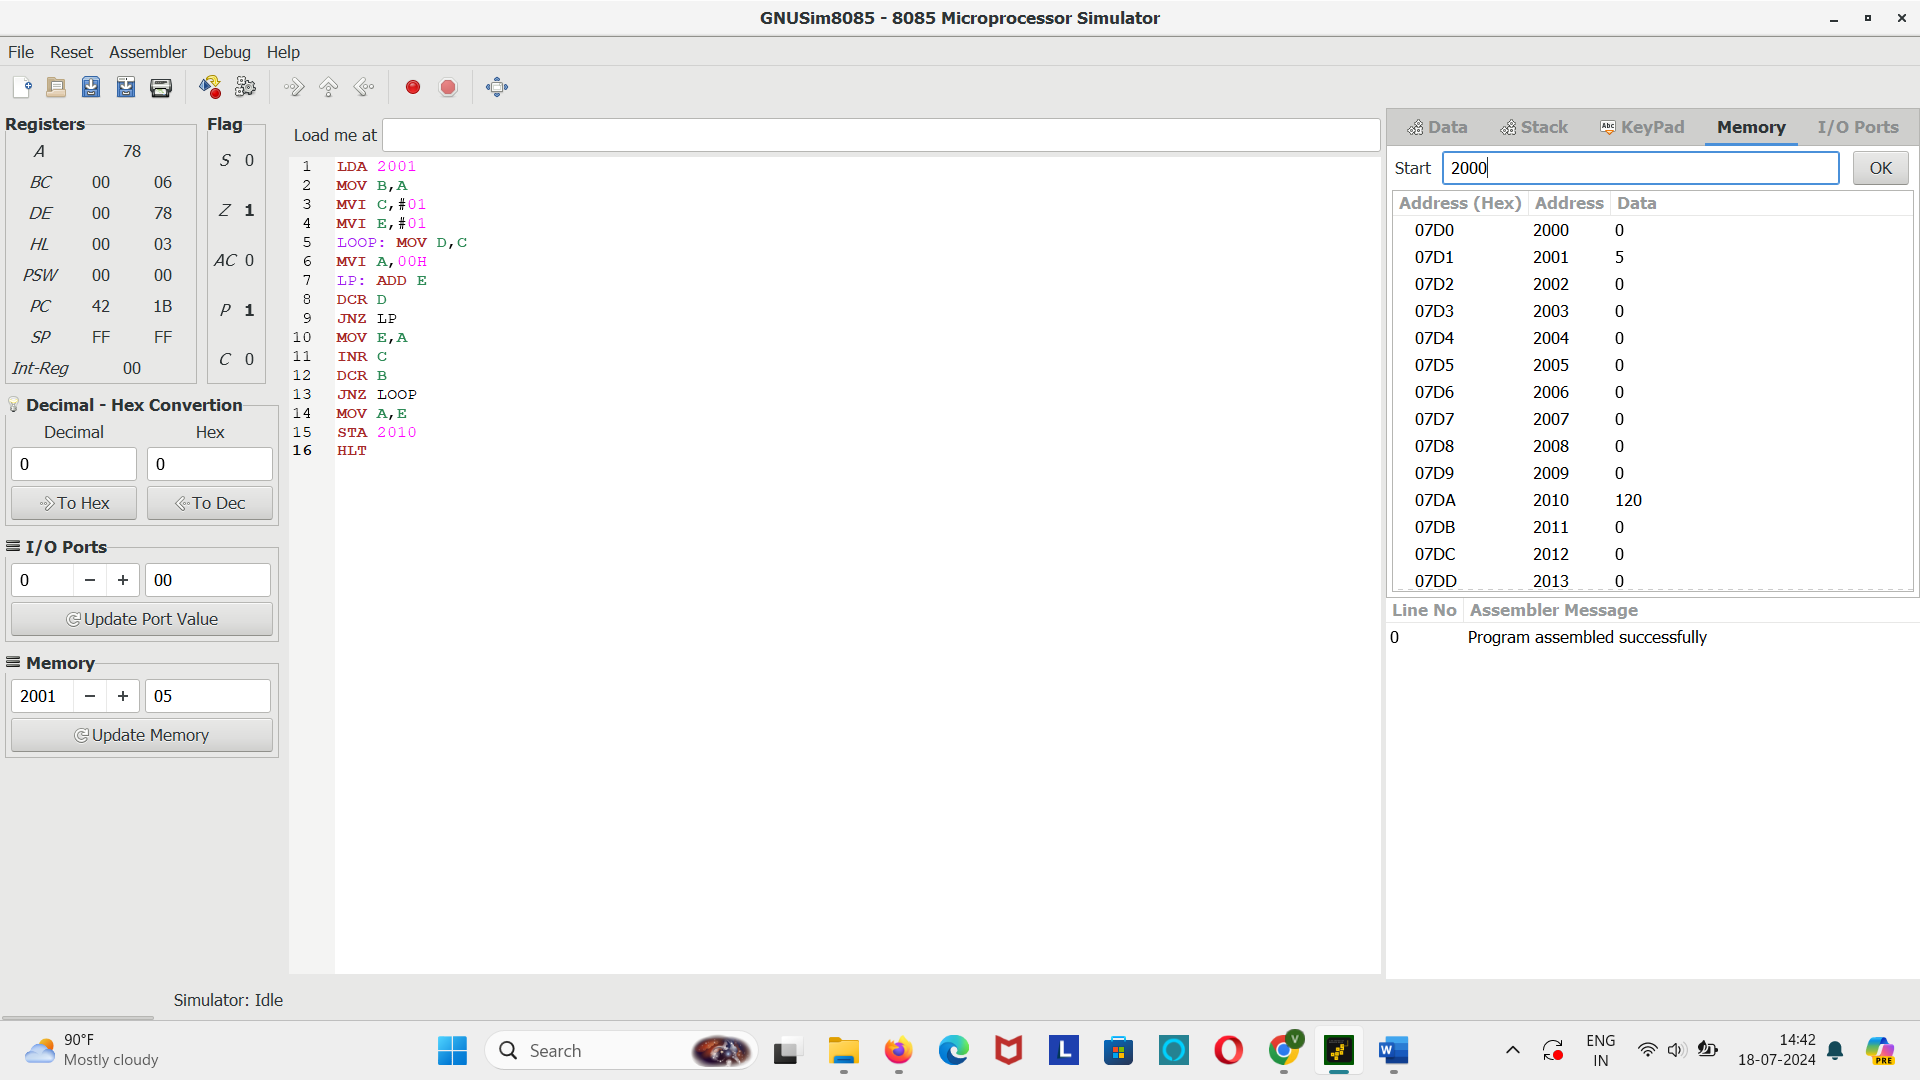 GNUSim8085 - 8085 Microprocessor Simulator
File Reset Assembler Debug Help
Registers
A 78
BC 00 06
DE 00 78
HL 00 03
PSW 00 00
PC 42 1B
SP FF FF
Int-Reg 00
Flag
S 0
Z 1
AC 0
P 1
C 0
Decimal - Hex Convertion
Decimal Hex
0 0
To Hex To Dec
I/O Ports
0 − + 00
Update Port Value
Memory
2001 − + 05
Update Memory
Load me at
1 LDA 2001
2 MOV B,A
3 MVI C,#01
4 MVI E,#01
5 LOOP: MOV D,C
6 MVI A,00H
7 LP: ADD E
8 DCR D
9 JNZ LP
10 MOV E,A
11 INR C
12 DCR B
13 JNZ LOOP
14 MOV A,E
15 STA 2010
16 HLT
Data Stack Abc KeyPad Memory I/O Ports
Start 2000 OK
Address (Hex) Address Data
07D0 2000 0
07D1 2001 5
07D2 2002 0
07D3 2003 0
07D4 2004 0
07D5 2005 0
07D6 2006 0
07D7 2007 0
07D8 2008 0
07D9 2009 0
07DA 2010 120
07DB 2011 0
07DC 2012 0
07DD 2013 0
Line No Assembler Message
0 Program assembled successfully
Simulator: Idle
90°F
Mostly cloudy
Search
L
V
W
ENG
IN
14:42
18-07-2024
PRE